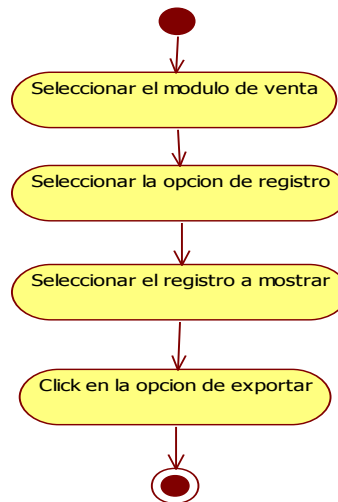 Seleccionar el modulo de venta
Seleccionar la opcion de registro
Seleccionar el registro a mostrar
Click en la opcion de exportar